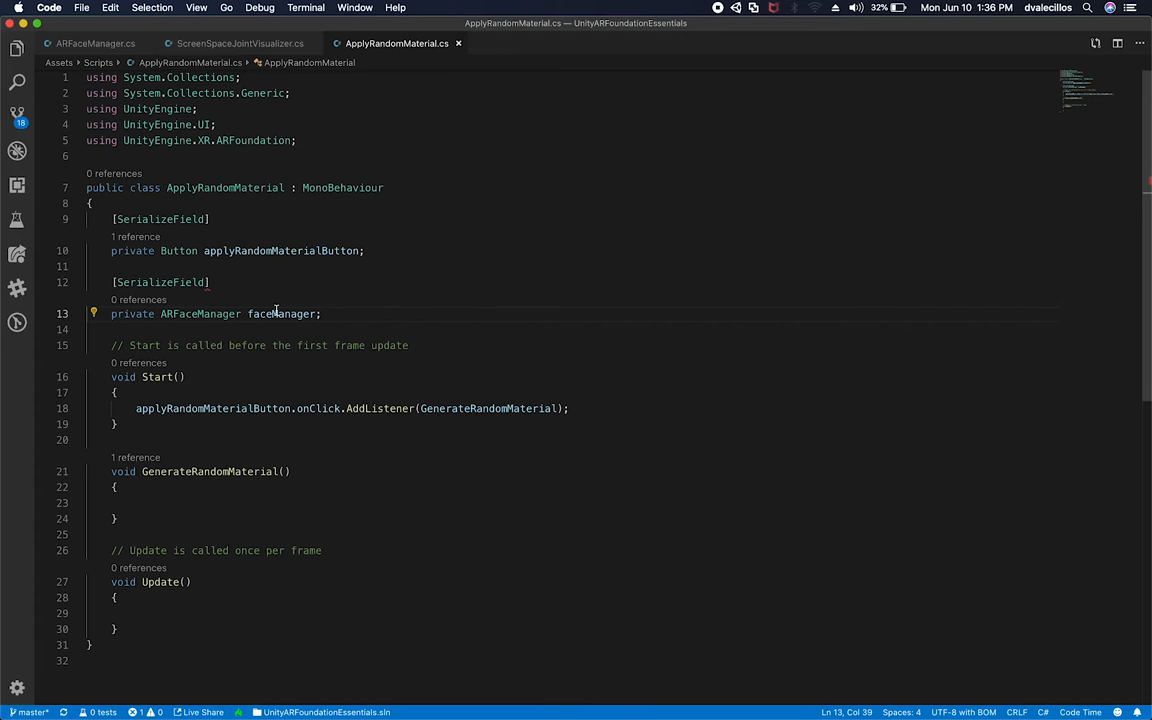 Code File Edit Selection View Go Debug Terminal Window Help 32% Mon Jun 10 1:36 PM dvalecillos
ApplyRandomMaterial.cs — UnityARFoundationEssentials
ARFaceManager.cs ScreenSpaceJointVisualizer.cs ApplyRandomMaterial.cs ×
Assets › Scripts › ApplyRandomMaterial.cs › ApplyRandomMaterial
1 using System.Collections;
2 using System.Collections.Generic;
3 using UnityEngine;
4 using UnityEngine.UI;
5 using UnityEngine.XR.ARFoundation;
6
0 references
7 public class ApplyRandomMaterial : MonoBehaviour
8 {
9 [SerializeField]
1 reference
10 private Button applyRandomMaterialButton;
11
12 [SerializeField]
0 references
13 private ARFaceManager faceManager;
14
15 // Start is called before the first frame update
0 references
16 void Start()
17 {
18 applyRandomMaterialButton.onClick.AddListener(GenerateRandomMaterial);
19 }
20
1 reference
21 void GenerateRandomMaterial()
22 {
23
24 }
25
26 // Update is called once per frame
0 references
27 void Update()
28 {
29
30 }
31 }
32
18
master* 0 tests 1 0 Live Share UnityARFoundationEssentials.sln Ln 13, Col 39 Spaces: 4 UTF-8 with BOM CRLF C# Code Time